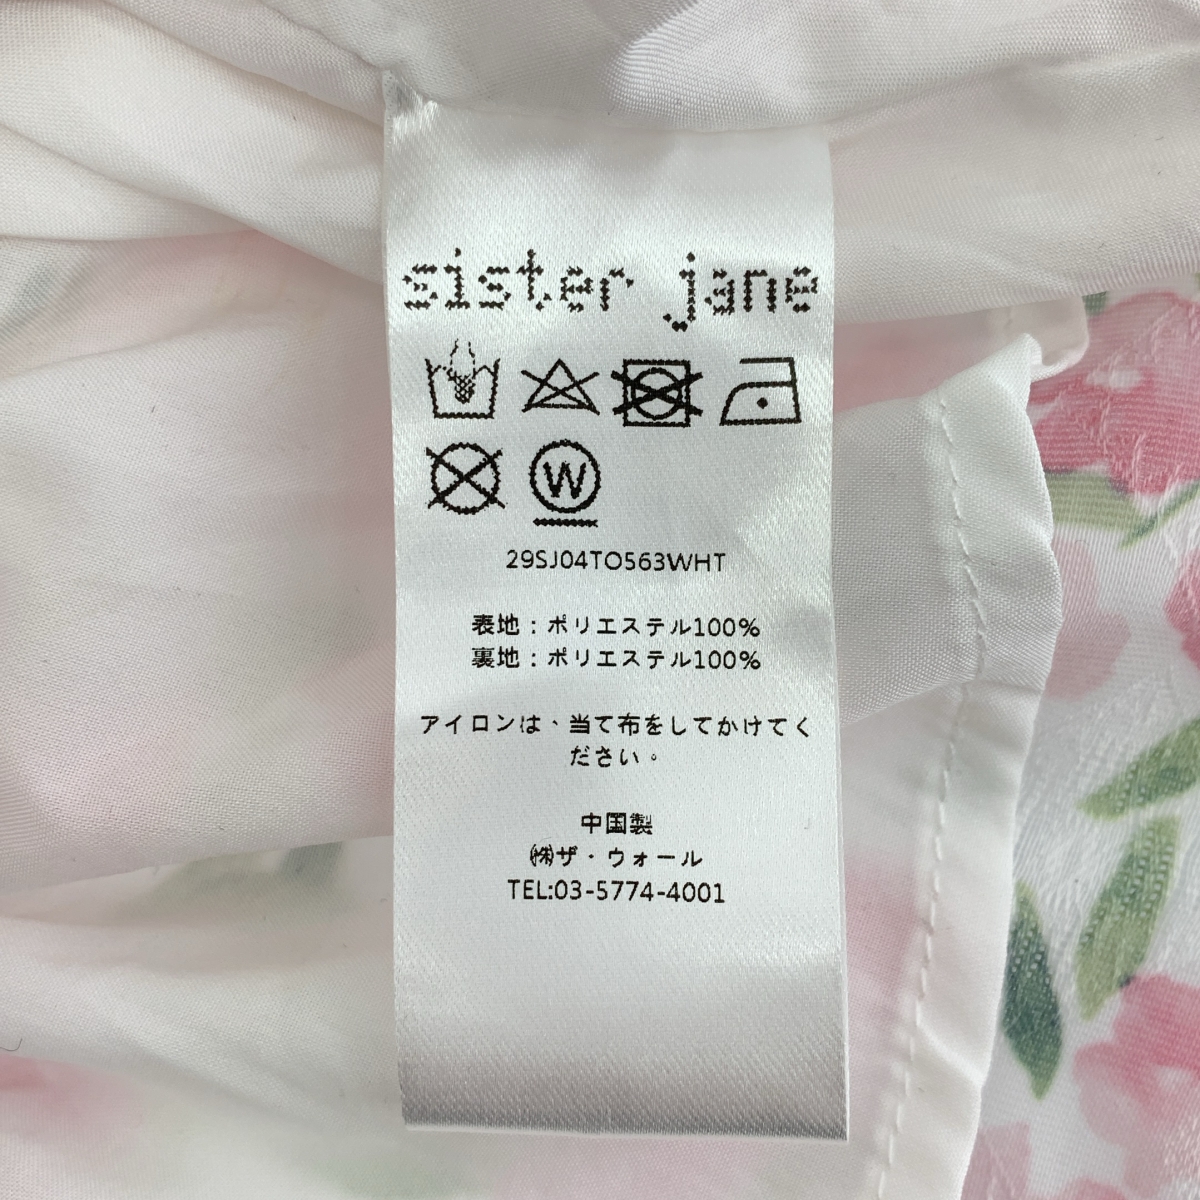 sister jane
W
29SJ04TO563WHT
表地：ポリエステル100%
裏地：ポリエステル100%
アイロンは、当て布をしてかけてく
ださい。
中国製
㈱ザ・ウォール
TEL:03-5774-4001